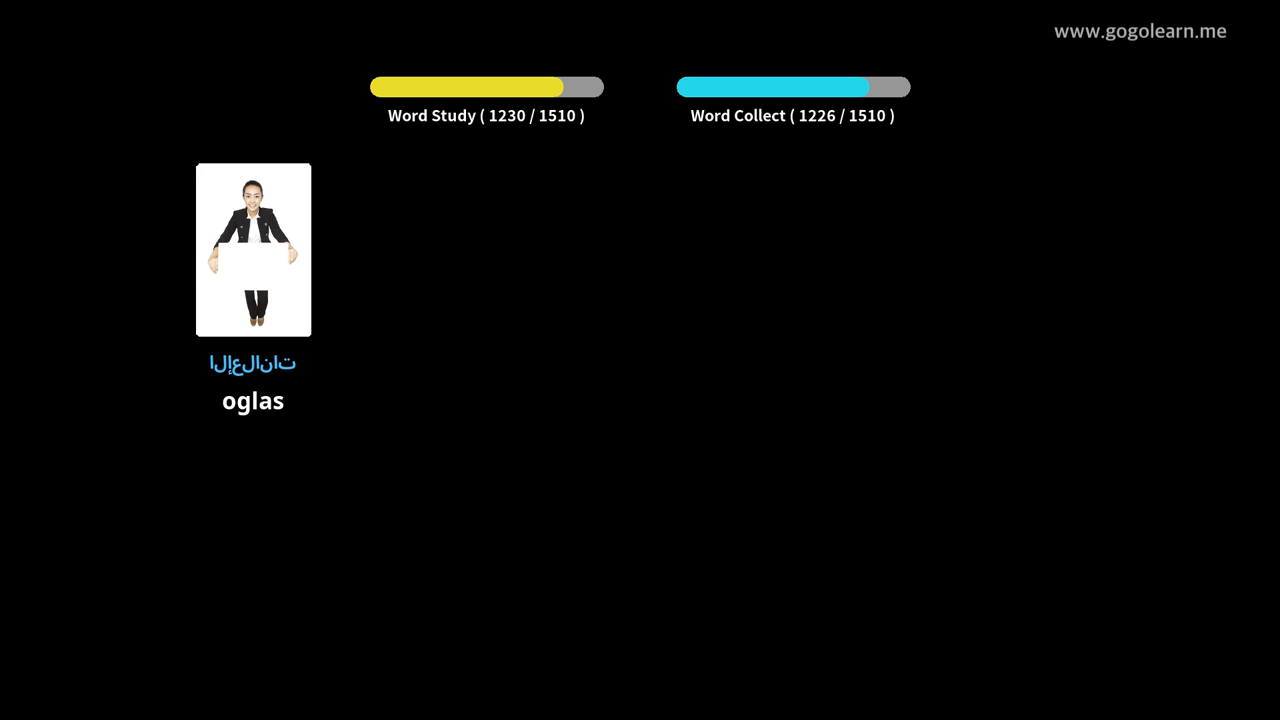 www.gogolearn.me
Word Study ( 1230 / 1510 )
Word Collect ( 1226 / 1510 )
الإعلانات
oglas